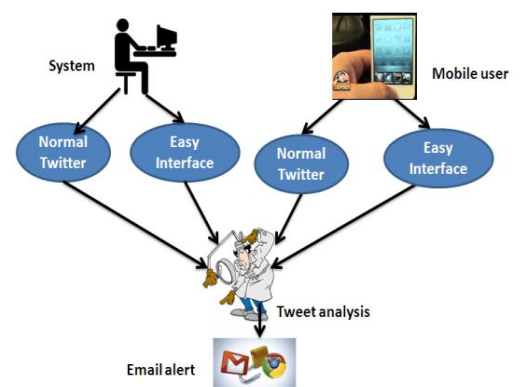 System
Mobile user
Normal
Twitter
Easy
Interface
Normal
Twitter
Easy
Interface
Tweet analysis
Email alert